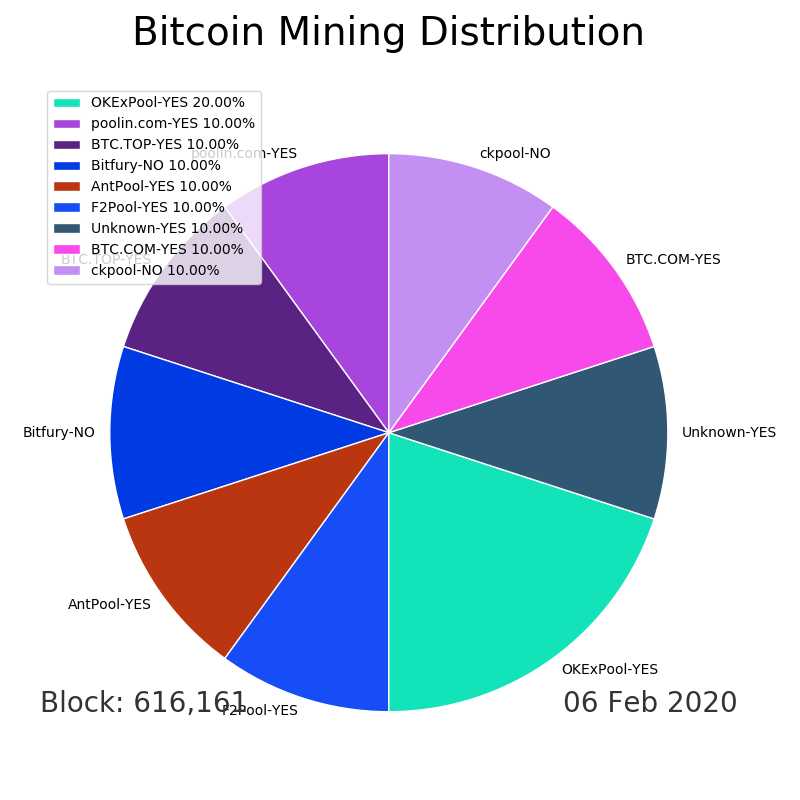 Bitcoin Mining Distribution
OKExPool-YES 20.00%
poolin.com-YES 10.00%
BTC.TOP-YES 10.00%
Bitfury-NO 10.00%
AntPool-YES 10.00%
F2Pool-YES 10.00%
Unknown-YES 10.00%
BTC.COM-YES 10.00%
ckpool-NO 10.00%
poolin.com-YES
ckpool-NO
BTC.TOP-YES
BTC.COM-YES
Bitfury-NO
Unknown-YES
AntPool-YES
OKExPool-YES
Block: 616,161
06 Feb 2020
F2Pool-YES